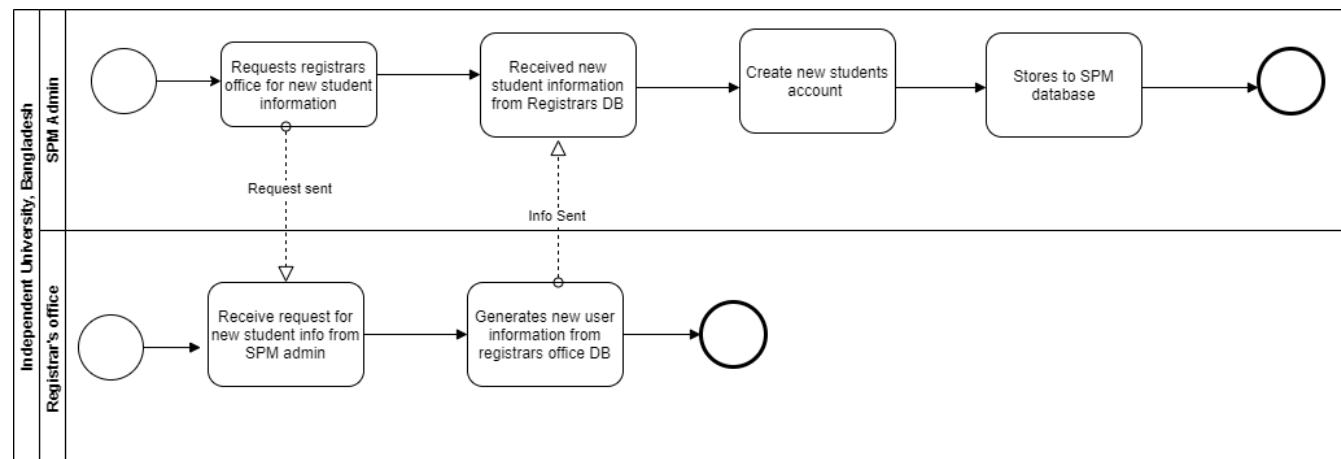 Independent University, Bangladesh
SPM Admin
Requests registrars
office for new student
information
Received new
student information
from Registrars DB
Create new students
account
Stores to SPM
database
Request sent
Info Sent
Registrar's office
Receive request for
new student info from
SPM admin
Generates new user
information from
registrars office DB